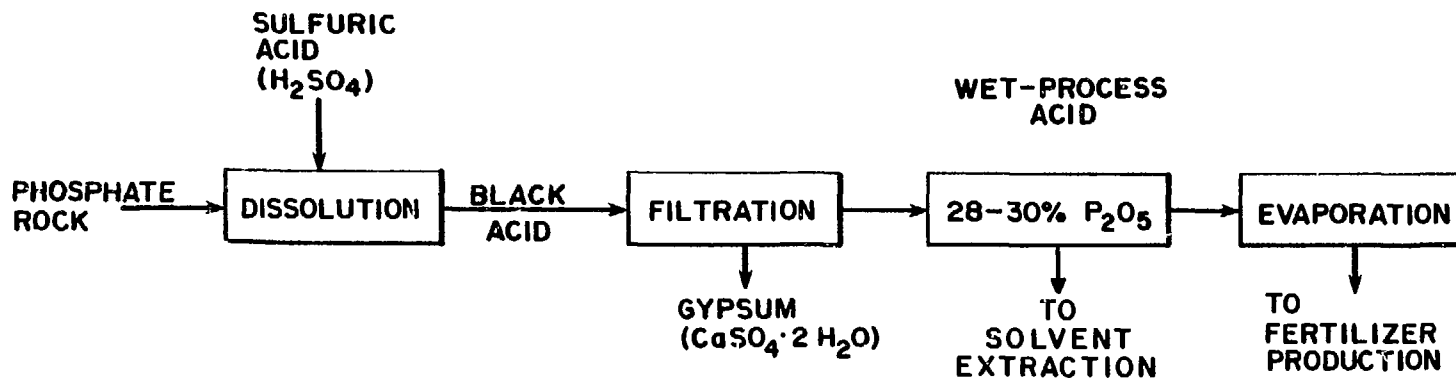 SULFURIC
ACID
(H₂SO₄)
WET-PROCESS
ACID
PHOSPHATE
ROCK
DISSOLUTION
BLACK
ACID
FILTRATION
28-30% P₂O₅
EVAPORATION
GYPSUM
(CaSO₄·2 H₂O)
TO
SOLVENT
EXTRACTION
TO
FERTILIZER
PRODUCTION